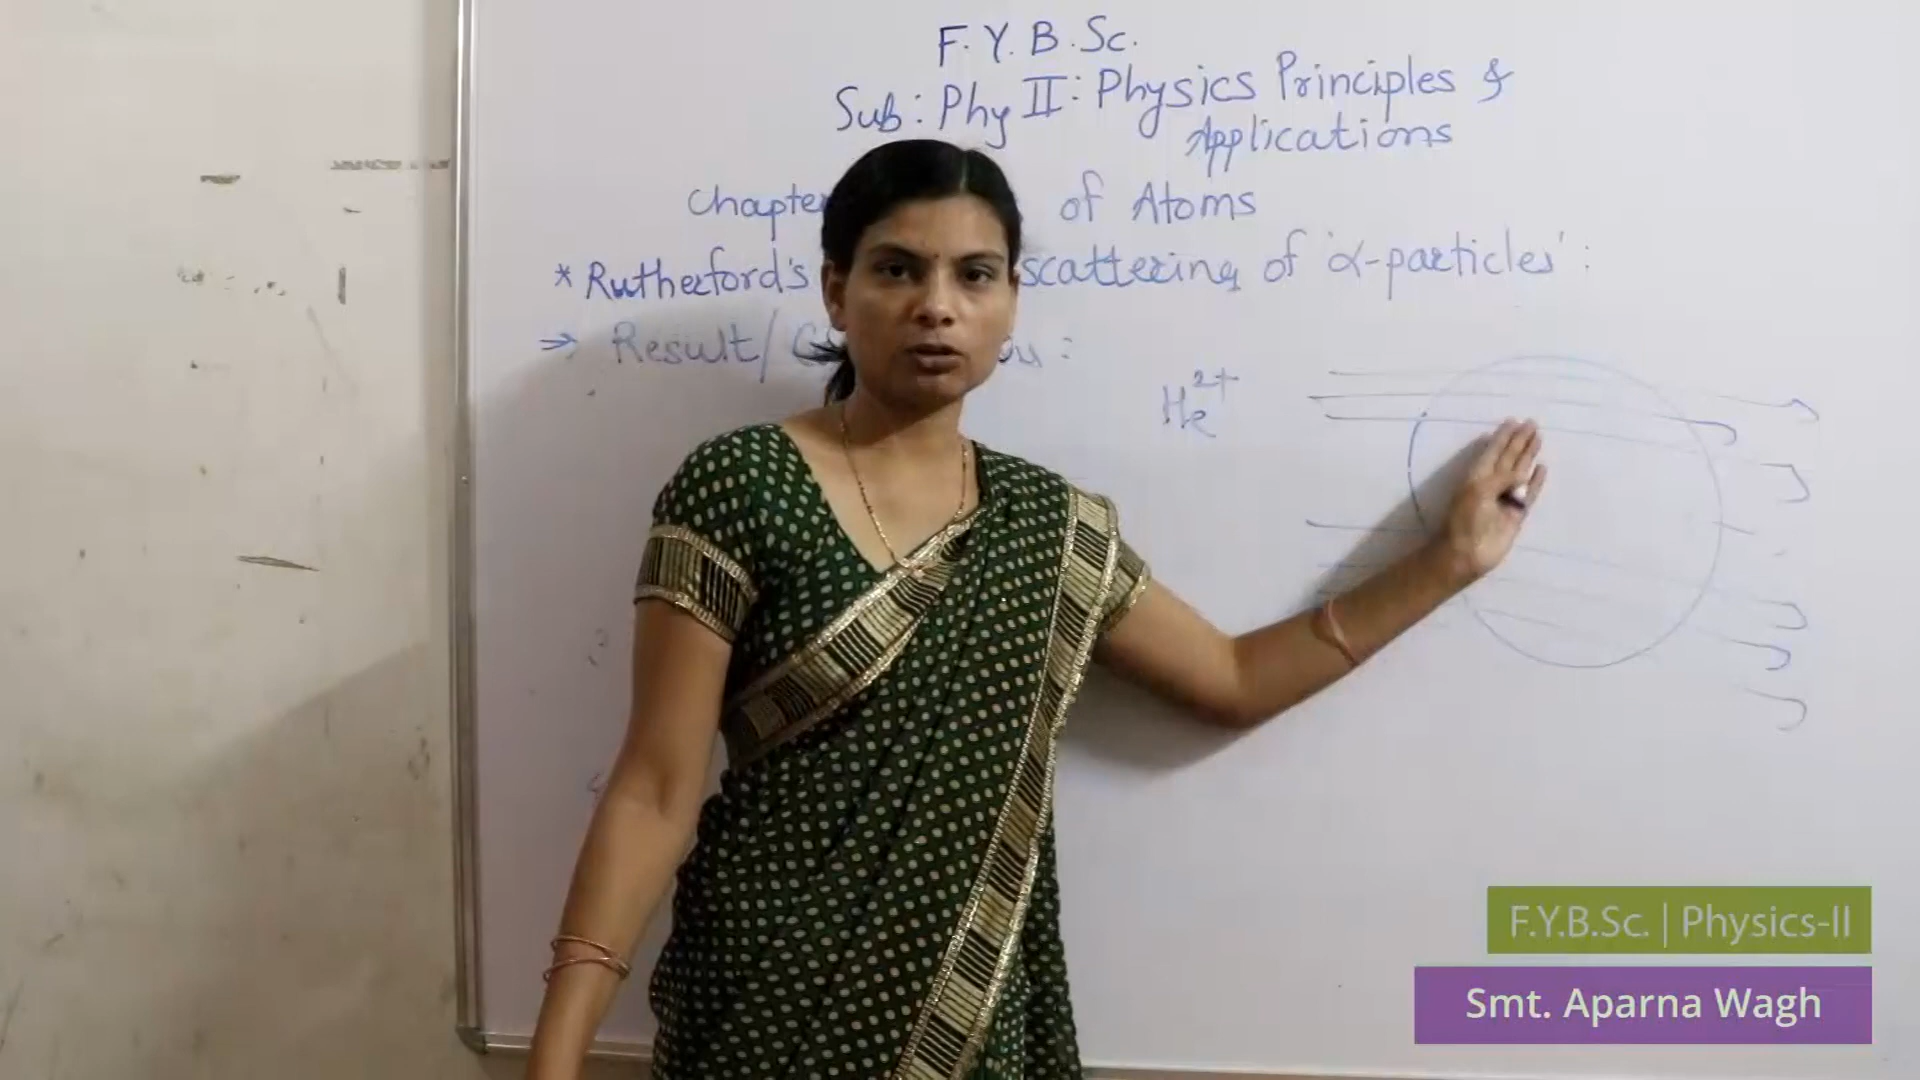 F.Y.B.Sc.
Sub: Phy II: Physics Principles &
Applications
Chapter of Atoms
* Rutherford's scattering of 'α-particles':
⇒ Result/
He²⁺
F.Y.B.Sc. | Physics-II
Smt. Aparna Wagh